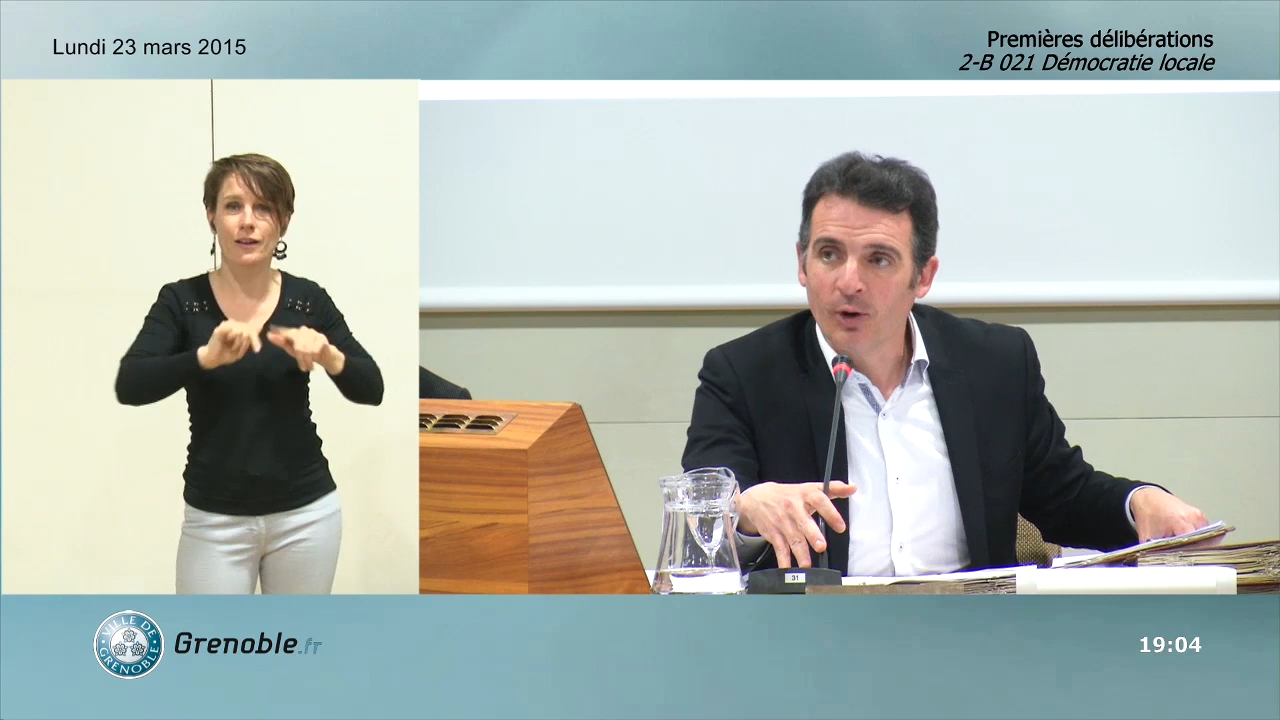 Lundi 23 mars 2015
Premières délibérations
2-B 021 Démocratie locale
31
VILLE DE
GRENOBLE
Grenoble.fr
19:04